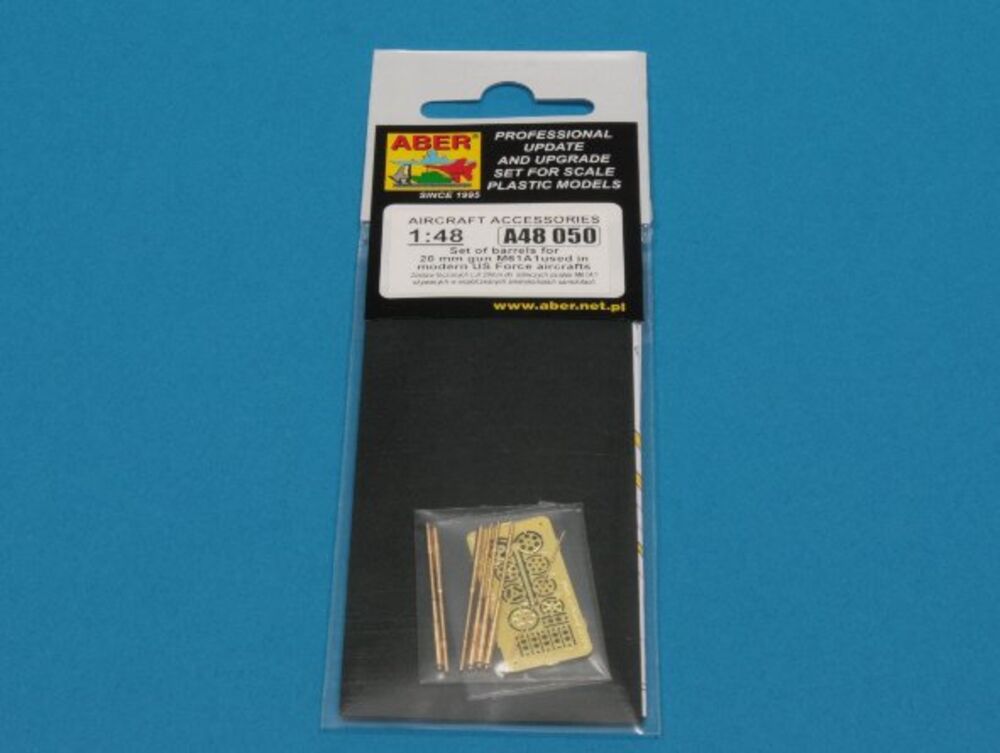 ABER®
SINCE 1995
PROFESSIONAL
UPDATE
AND UPGRADE
SET FOR SCALE
PLASTIC MODELS
AIRCRAFT ACCESSORIES
1:48 A48 050
Set of barrels for
20 mm gun M61A1used in
modern US Force aircrafts
www.aber.net.pl